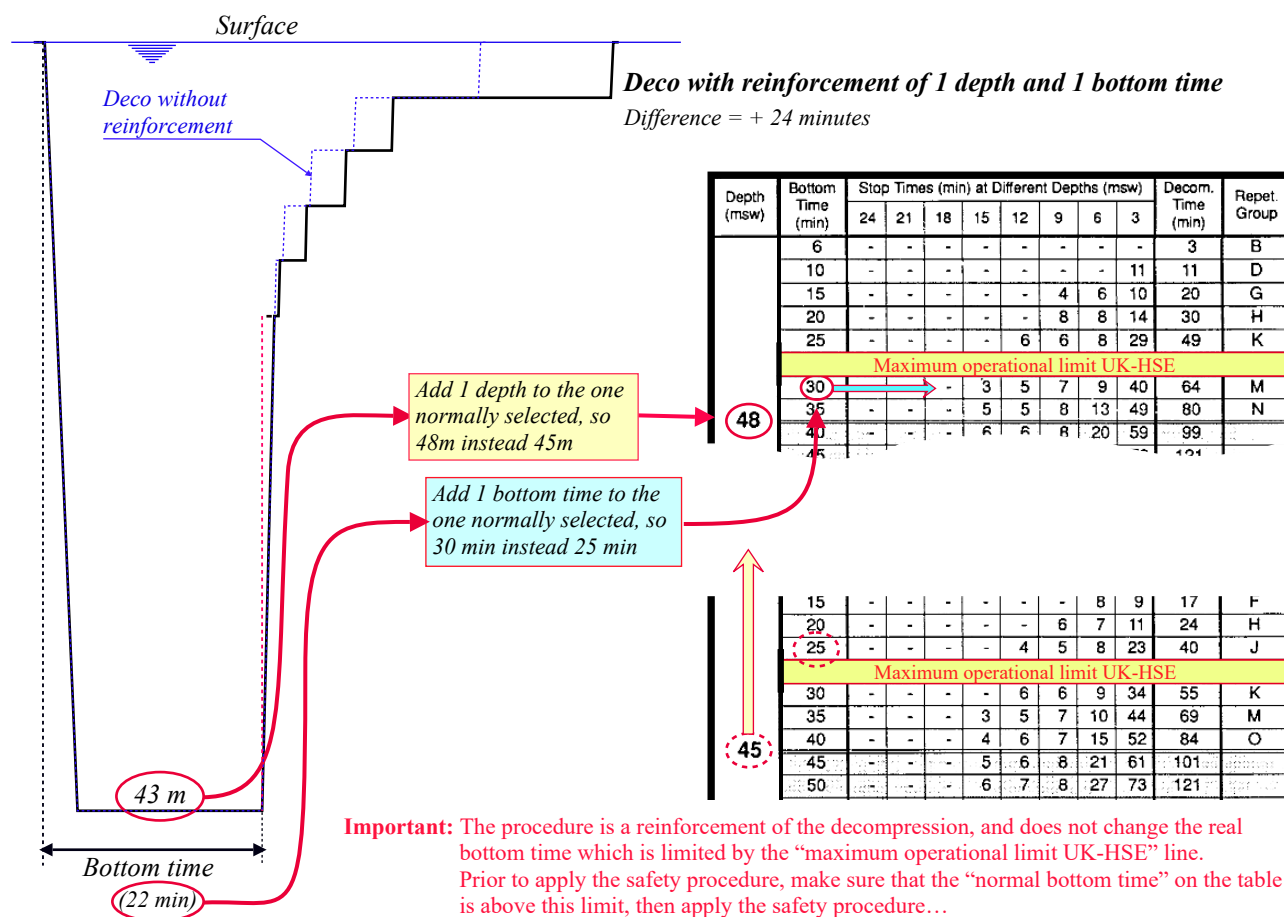 Surface
Deco without
reinforcement
Deco with reinforcement of 1 depth and 1 bottom time
Difference = + 24 minutes
Depth (msw) Bottom Time (min) Stop Times (min) at Different Depths (msw) Decom. Time (min) Repet. Group
24 21 18 15 12 9 6 3
6 - - - - - - - - 3 B
10 - - - - - - - 11 11 D
15 - - - - - 4 6 10 20 G
20 - - - - - 8 8 14 30 H
25 - - - - 6 6 8 29 49 K
Maximum operational limit UK-HSE
30 - 3 5 7 9 40 64 M
35 - - - 5 5 8 13 49 80 N
48
40 - - - 6 6 8 20 59 99
45 121
Add 1 depth to the one
normally selected, so
48m instead 45m
Add 1 bottom time to the
one normally selected, so
30 min instead 25 min
15 - - - - - - 8 9 17 F
20 - - - - - 6 7 11 24 H
25 - - - - 4 5 8 23 40 J
Maximum operational limit UK-HSE
30 - - - - 6 6 9 34 55 K
35 - - - 3 5 7 10 44 69 M
40 - - - 4 6 7 15 52 84 O
45
45 - - - 5 6 8 21 61 101
50 - - - 6 7 8 27 73 121
43 m
Bottom time
(22 min)
Important: The procedure is a reinforcement of the decompression, and does not change the real
bottom time which is limited by the “maximum operational limit UK-HSE” line.
Prior to apply the safety procedure, make sure that the “normal bottom time” on the table
is above this limit, then apply the safety procedure…